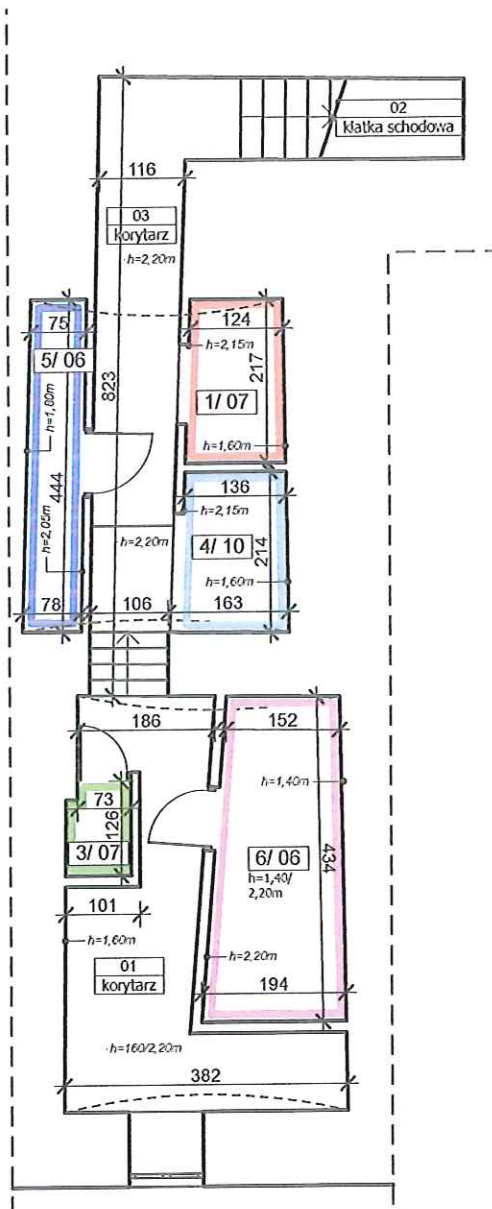 02
klatka schodowa
116
03
korytarz
h=2,20m
75
5/ 06
124
h=2,15m
217
1/ 07
h=1,60m
823
h=1,60m
444
h=2,05m
136
h=2,15m
4/ 10
214
h=1,60m
h=2,20m
78
106
163
186
152
h=1,40m
73
126
3/ 07
6/ 06
h=1,40/
2,20m
434
101
h=1,60m
h=2,20m
01
korytarz
194
h=160/2,20m
382